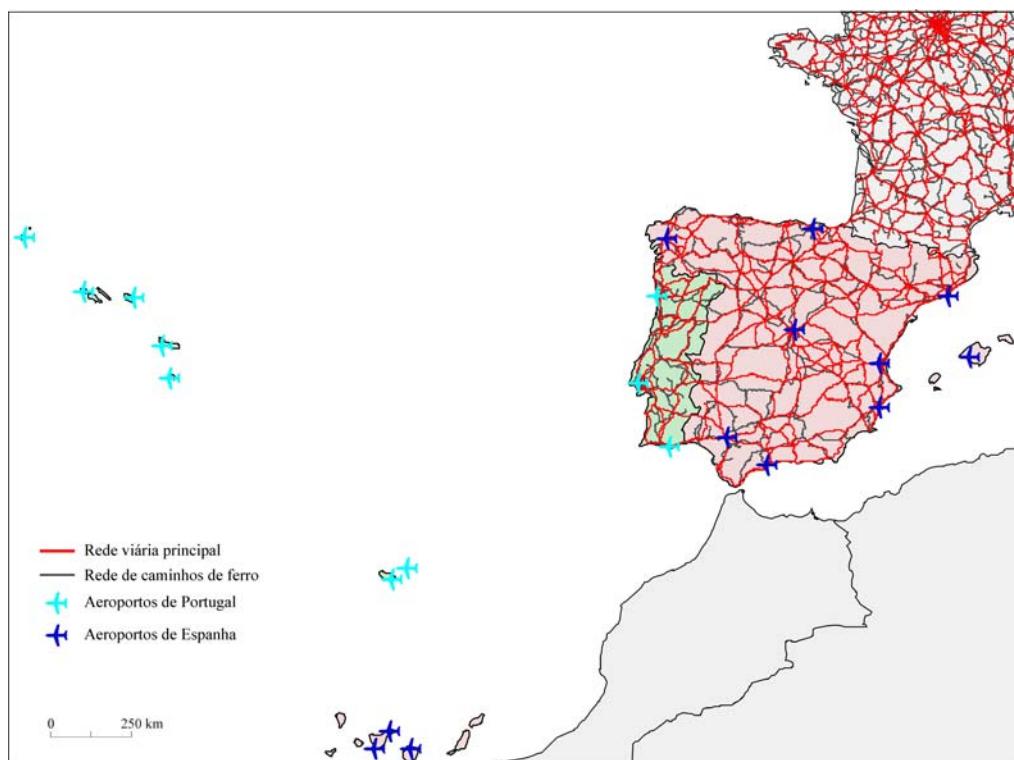 Rede viária principal
Rede de caminhos de ferro
Aeroportos de Portugal
Aeroportos de Espanha
0 250 km